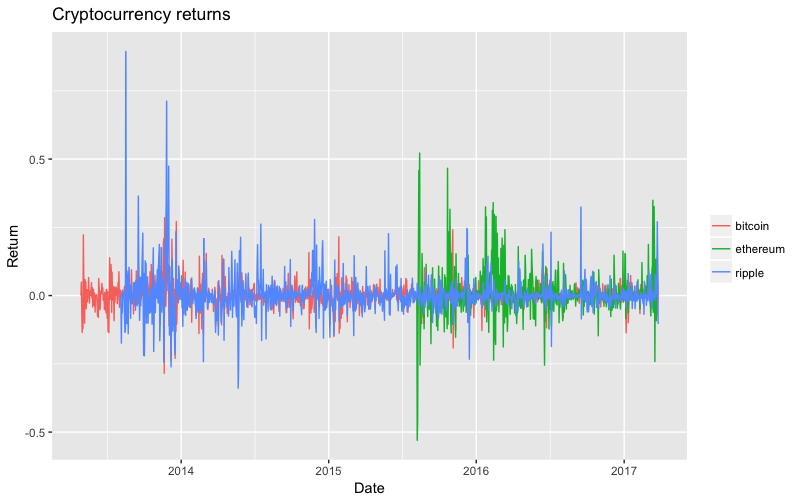 Cryptocurrency returns
Return
0.5
0.0
-0.5
2014
2015
2016
2017
Date
bitcoin
ethereum
ripple